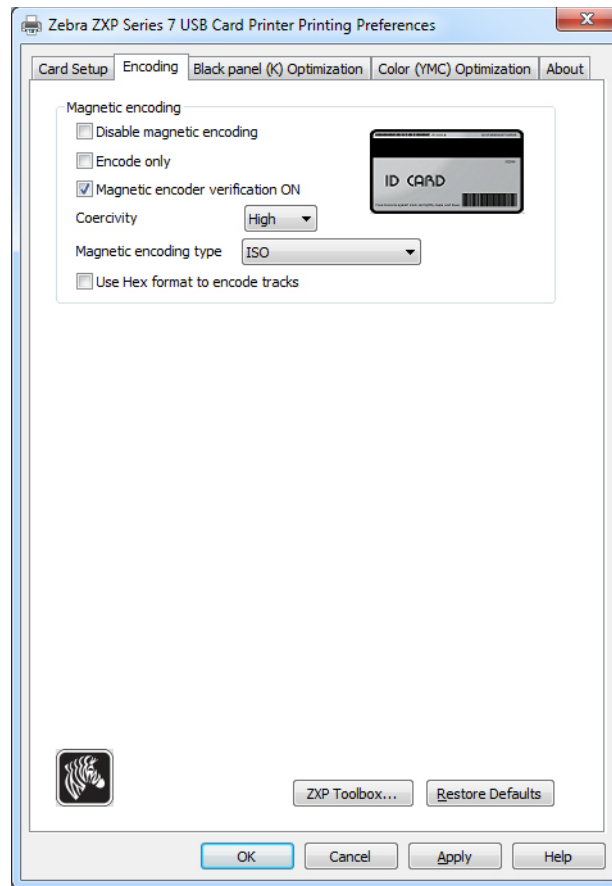 Zebra ZXP Series 7 USB Card Printer Printing Preferences
Card Setup Encoding Black panel (K) Optimization Color (YMC) Optimization About
Magnetic encoding
Disable magnetic encoding
Encode only
Magnetic encoder verification ON
ID CARD
Coercivity High
Magnetic encoding type ISO
Use Hex format to encode tracks
ZXP Toolbox... Restore Defaults
OK Cancel Apply Help